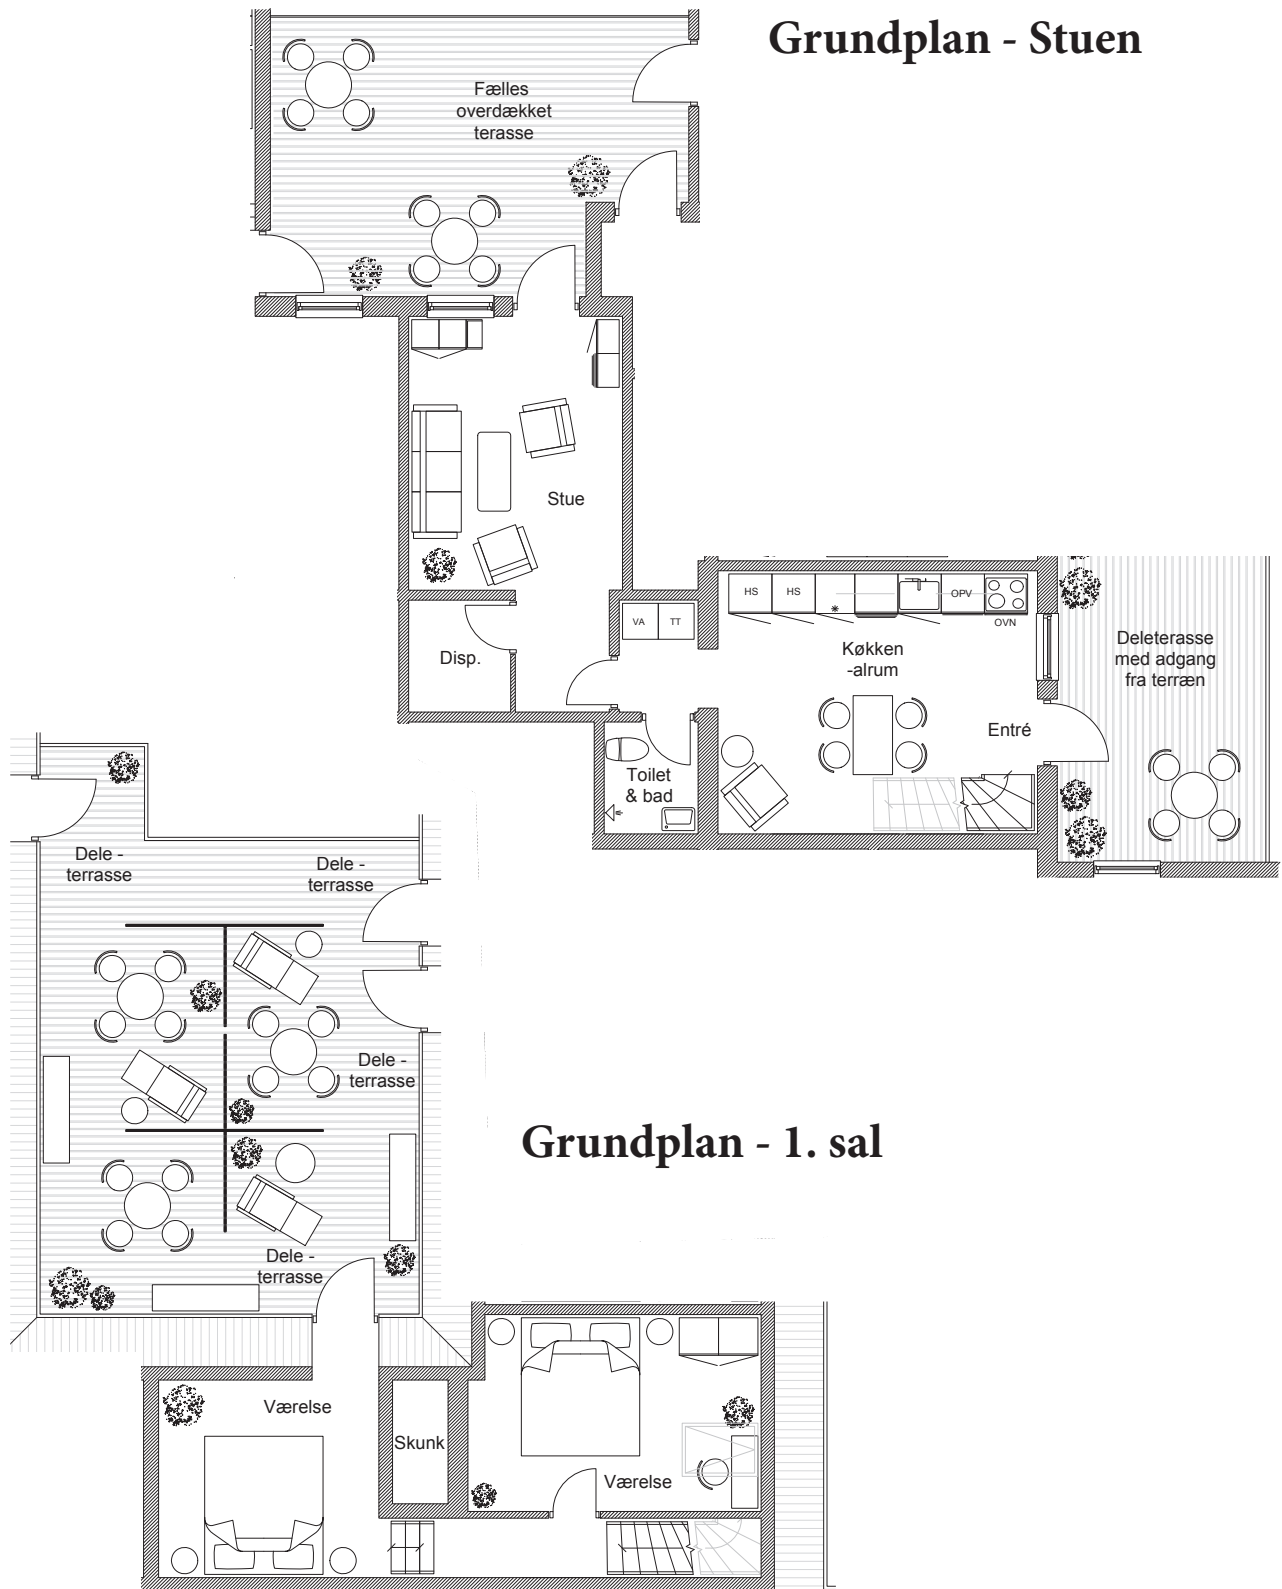 Grundplan - Stuen
Fælles
overdækket
terasse
Stue
HS
HS
OPV
OVN
VA
TT
Disp.
Køkken
-alrum
Deleterasse
med adgang
fra terræn
Entré
Toilet
& bad
Dele -
terrasse
Dele -
terrasse
Dele -
terrasse
Grundplan - 1. sal
Dele -
terrasse
Værelse
Skunk
Værelse